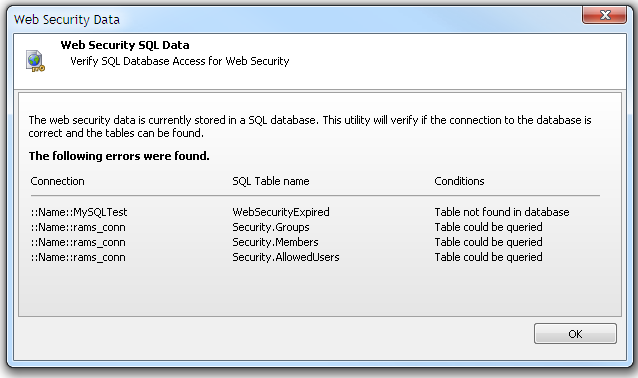 Web Security Data
Web Security SQL Data
Verify SQL Database Access for Web Security
The web security data is currently stored in a SQL database. This utility will verify if the connection to the database is
correct and the tables can be found.
The following errors were found.
Connection SQL Table name Conditions
::Name::MySQLTest WebSecurityExpired Table not found in database
::Name::rams_conn Security.Groups Table could be queried
::Name::rams_conn Security.Members Table could be queried
::Name::rams_conn Security.AllowedUsers Table could be queried
OK